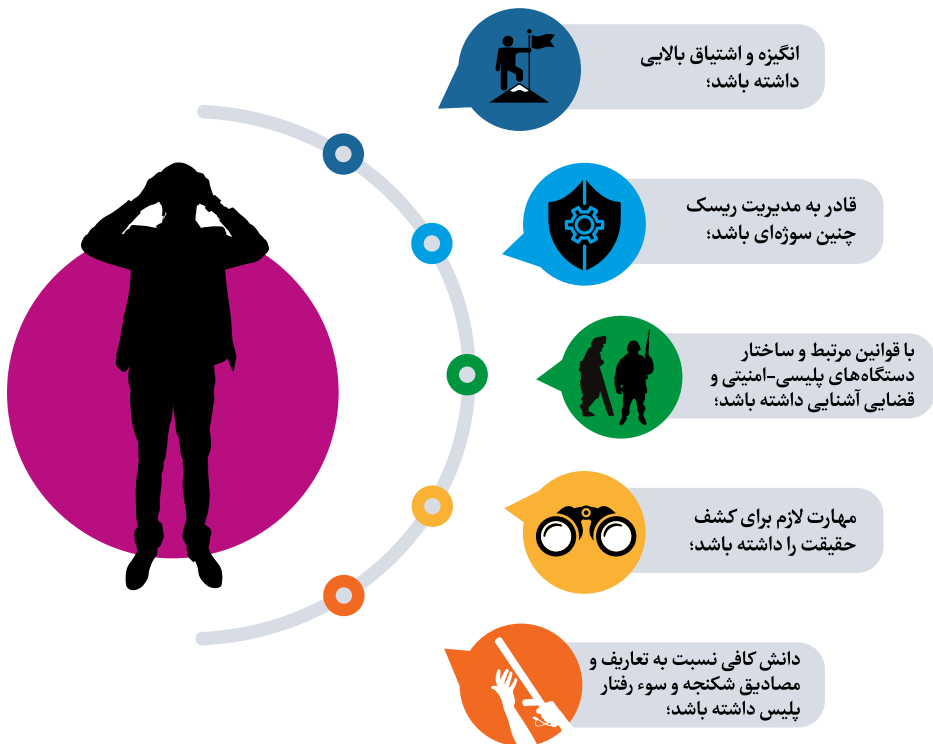 انگیزه و اشتیاق بالایی
داشته باشد؛
قادر به مدیریت ریسک
چنین سوژه‌ای باشد؛
با قوانین مرتبط و ساختار
دستگاه‌های پلیسی-امنیتی و
قضایی آشنایی داشته باشد؛
مهارت لازم برای کشف
حقیقت را داشته باشد؛
دانش کافی نسبت به تعاریف و
مصادیق شکنجه و سوء رفتار
پلیس داشته باشد؛